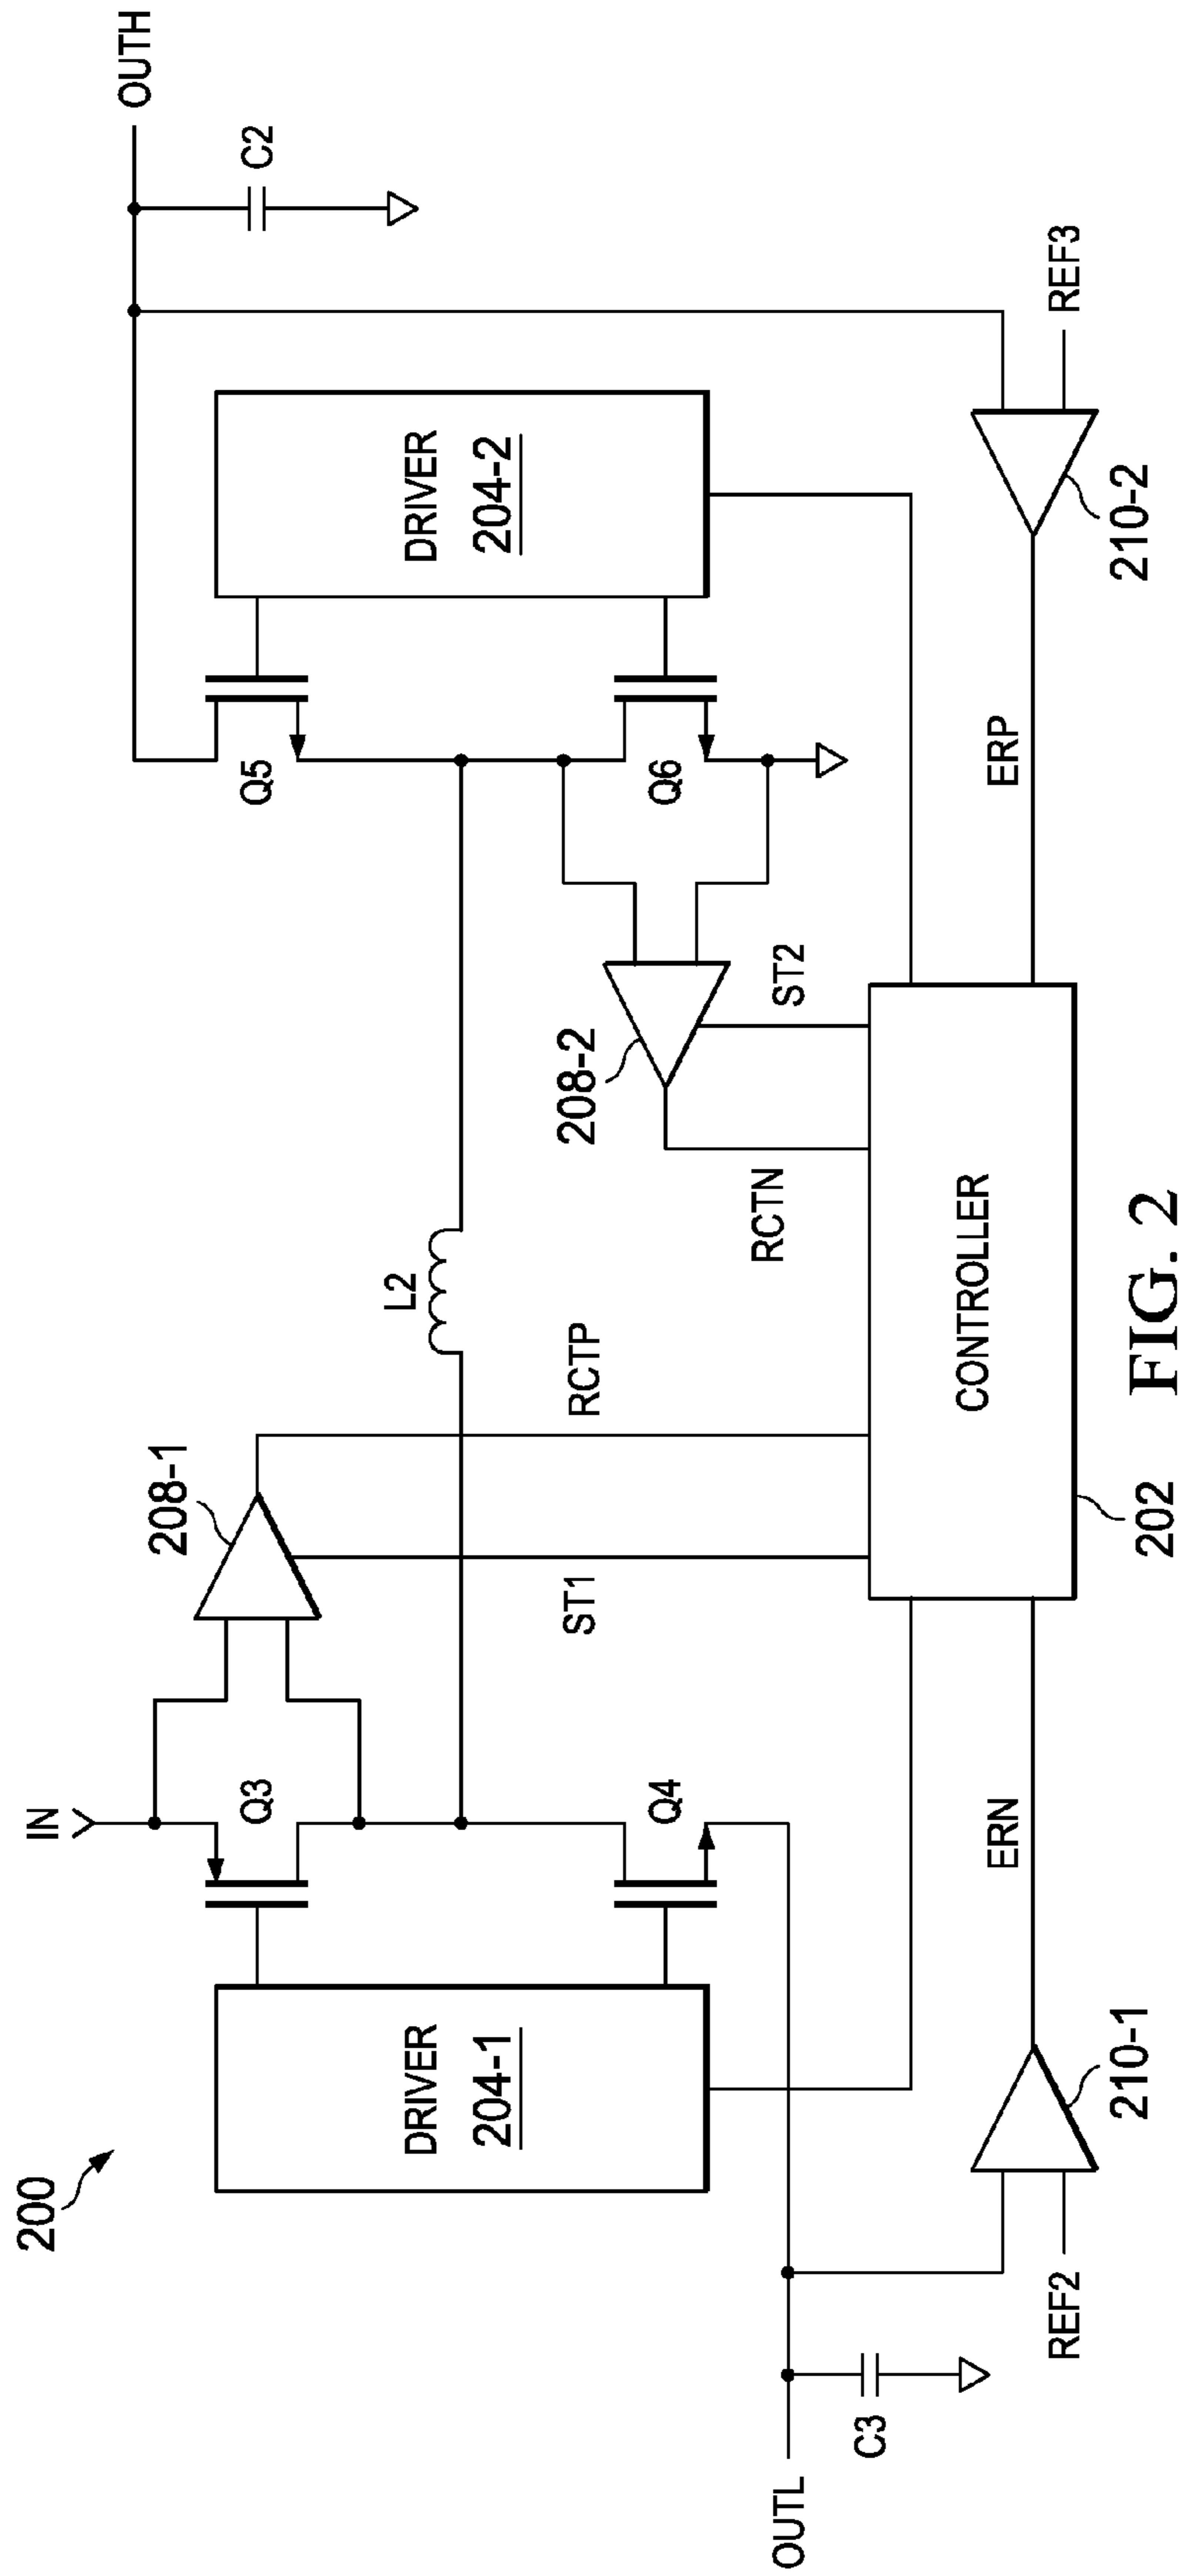 200
IN
OUTH
208-1
Q3
Q5
C2
DRIVER
204-1
L2
DRIVER
204-2
RCTP
208-2
ST1
Q4
Q6
RCTN
ST2
OUTL
C3
CONTROLLER
ERN
ERP
REF2
REF3
210-1
202
210-2
FIG. 2